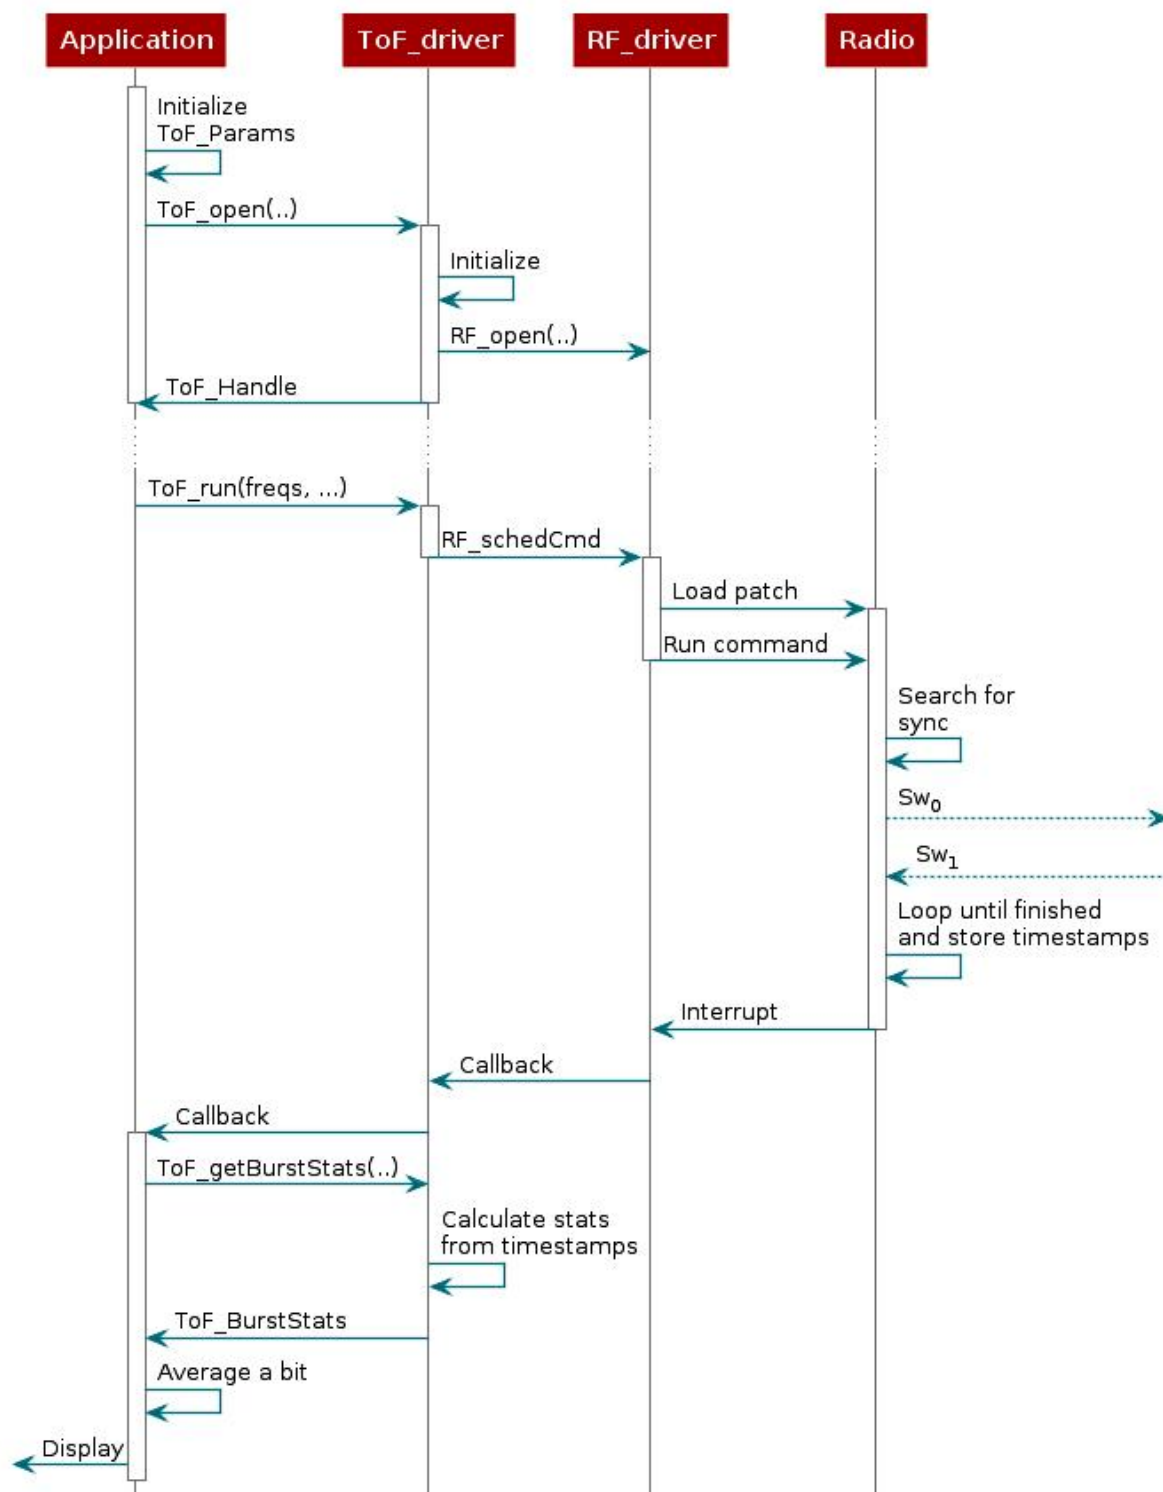 Application
ToF_driver
RF_driver
Radio
Initialize
ToF_Params
ToF_open(..)
Initialize
RF_open(..)
ToF_Handle
ToF_run(freqs, ...)
RF_schedCmd
Load patch
Run command
Search for
sync
Sw₀
Sw₁
Loop until finished
and store timestamps
Interrupt
Callback
Callback
ToF_getBurstStats(..)
Calculate stats
from timestamps
ToF_BurstStats
Average a bit
Display